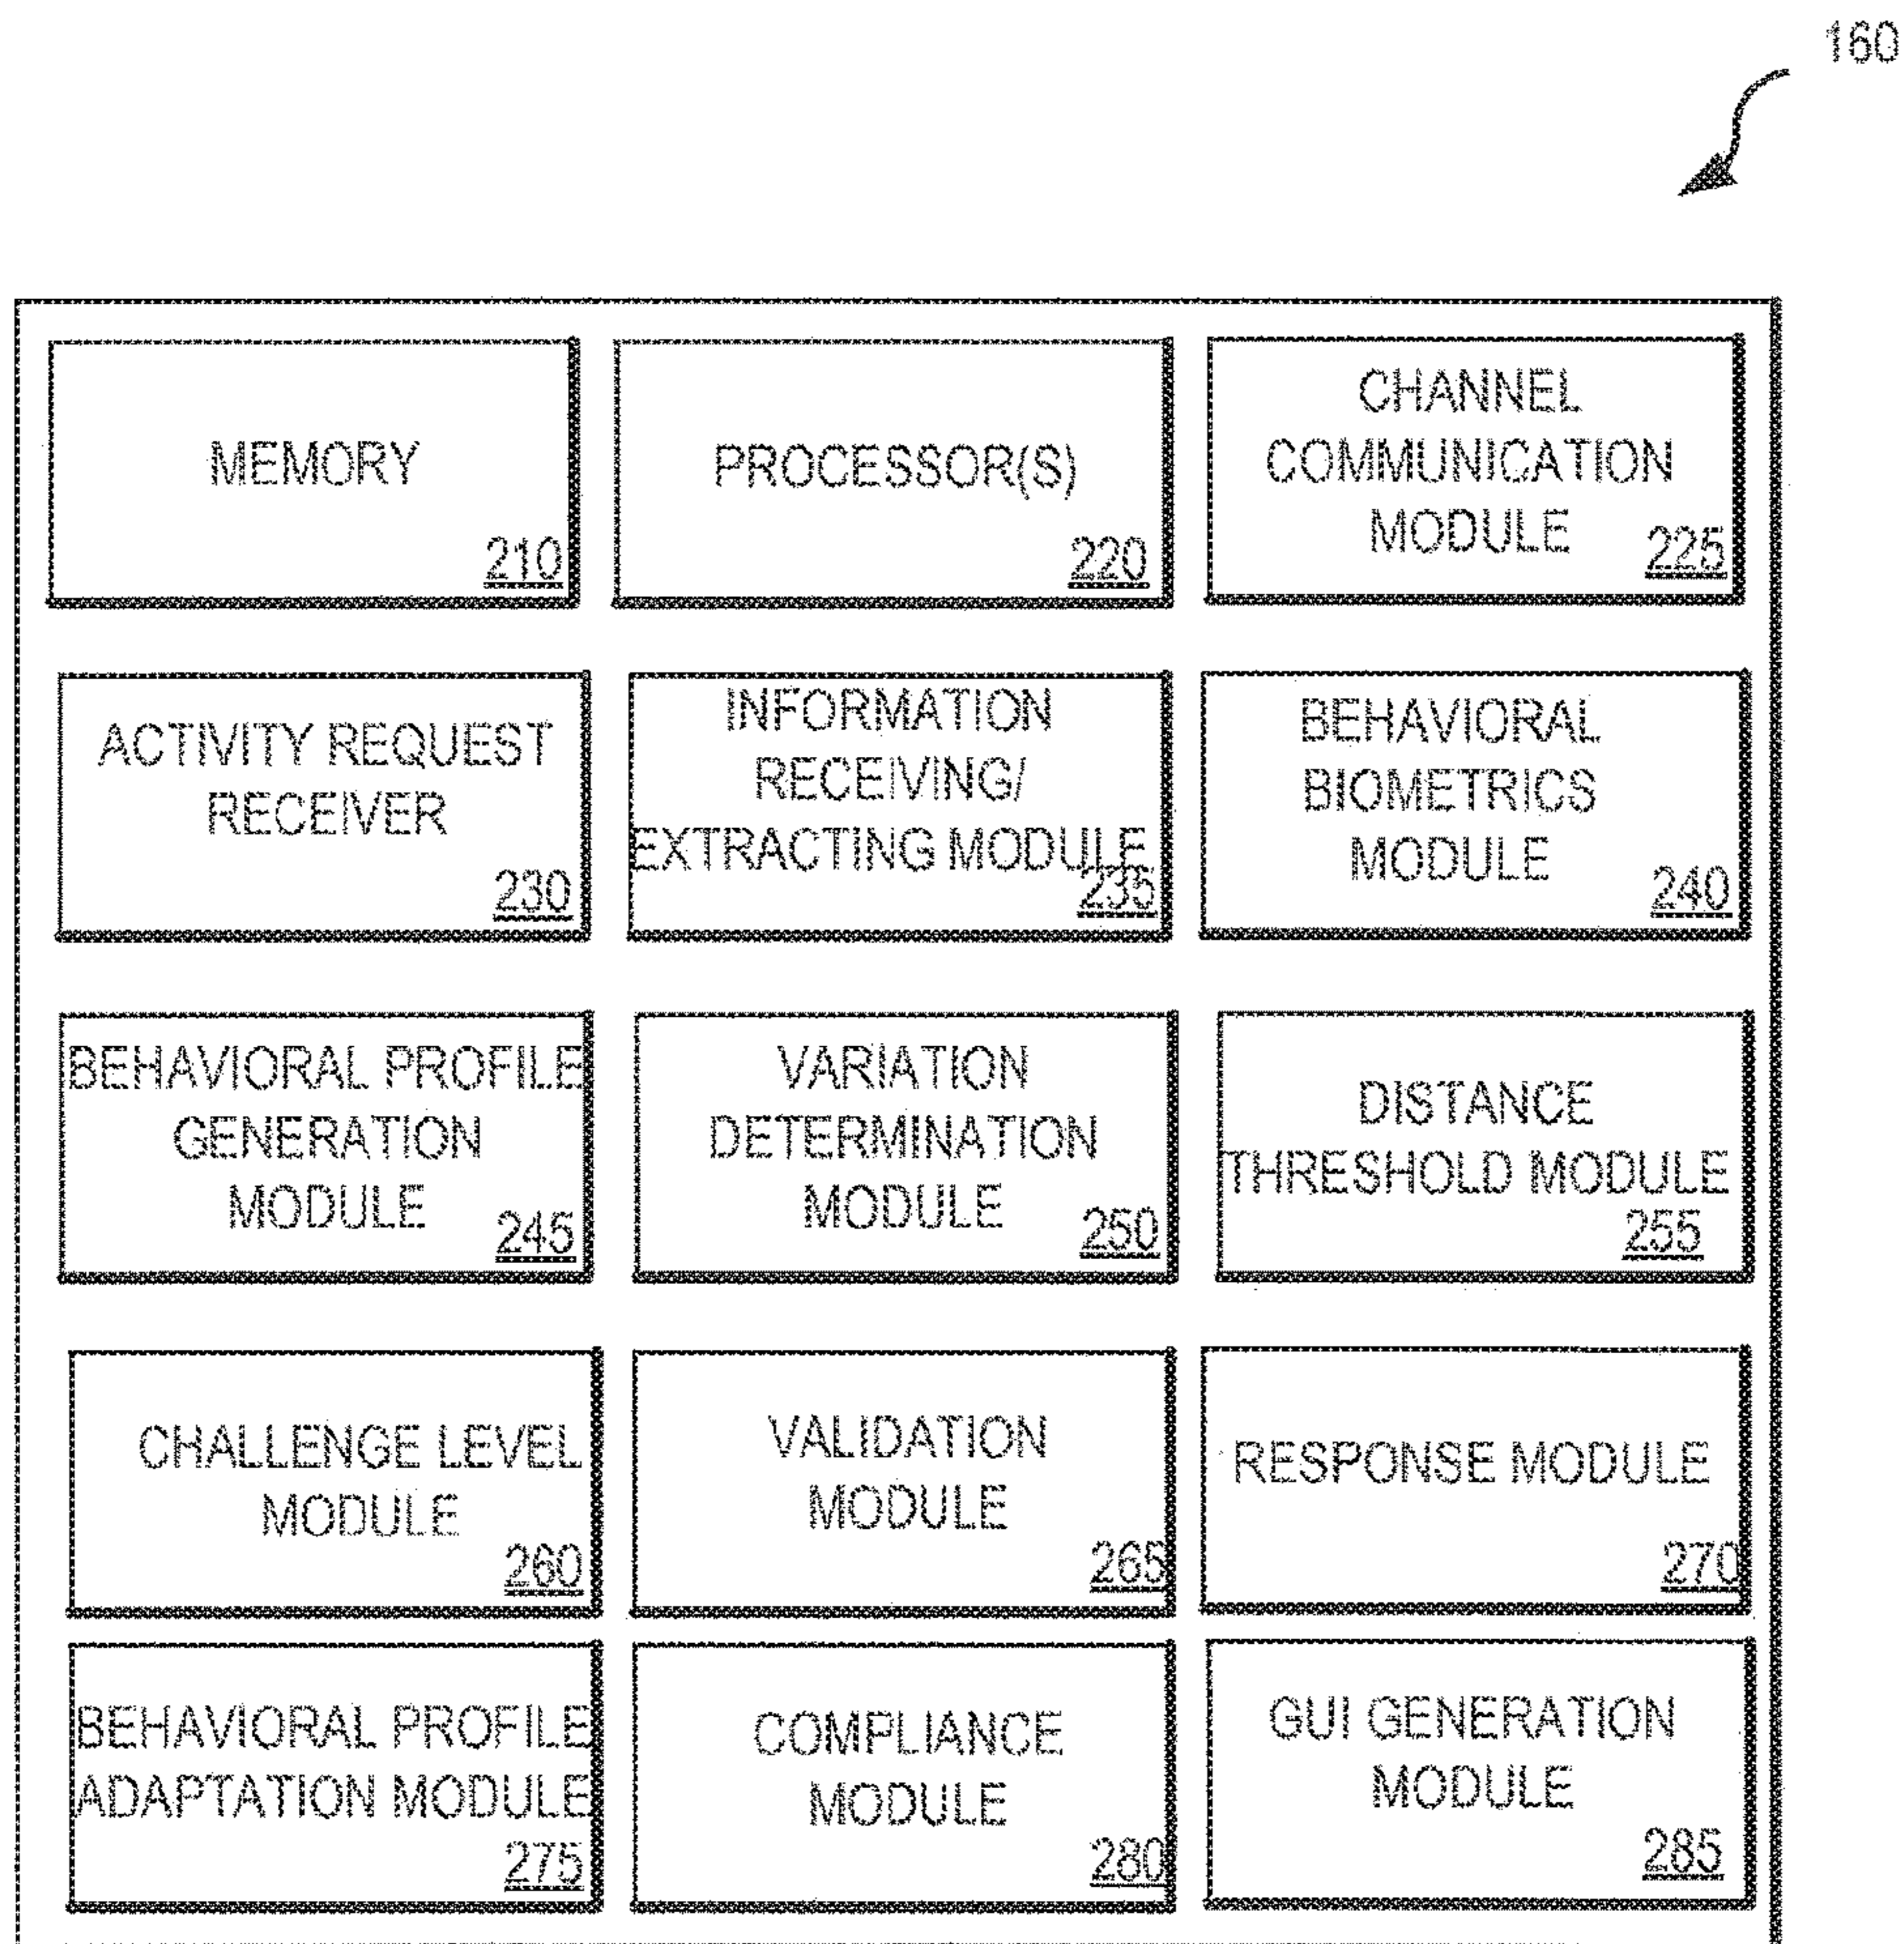 160
MEMORY
210
PROCESSOR(S)
220
CHANNEL
COMMUNICATION
MODULE
225
ACTIVITY REQUEST
RECEIVER
230
INFORMATION
RECEIVING/
EXTRACTING MODULE
235
BEHAVIORAL
BIOMETRICS
MODULE
240
BEHAVIORAL PROFILE
GENERATION
MODULE
245
VARIATION
DETERMINATION
MODULE
250
DISTANCE
THRESHOLD MODULE
255
CHALLENGE LEVEL
MODULE
260
VALIDATION
MODULE
265
RESPONSE MODULE
270
BEHAVIORAL PROFILE
ADAPTATION MODULE
275
COMPLIANCE
MODULE
280
GUI GENERATION
MODULE
285